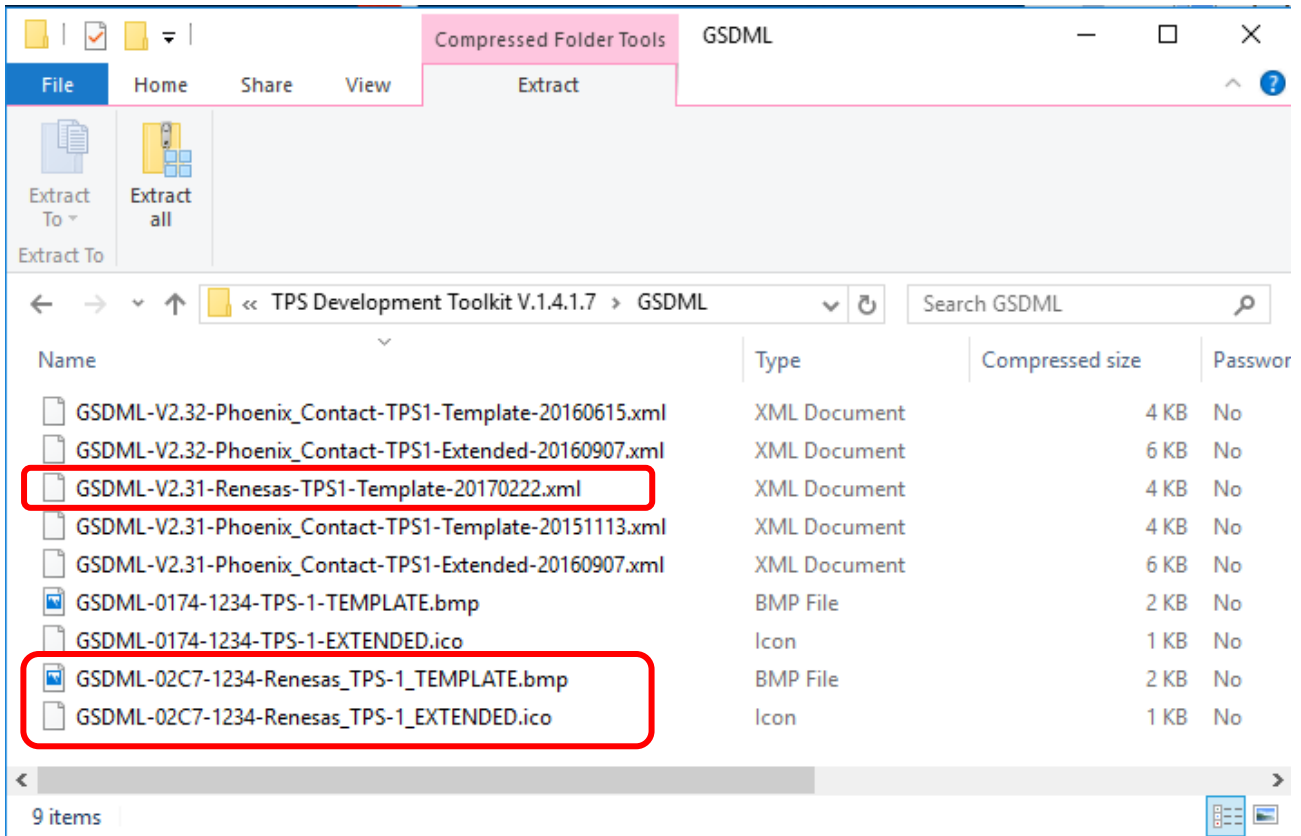 Compressed Folder Tools GSDML
File Home Share View Extract
Extract To
Extract all
Extract To
« TPS Development Toolkit V.1.4.1.7 › GSDML Search GSDML
Name Type Compressed size Passwor
GSDML-V2.32-Phoenix_Contact-TPS1-Template-20160615.xml XML Document 4 KB No
GSDML-V2.32-Phoenix_Contact-TPS1-Extended-20160907.xml XML Document 6 KB No
GSDML-V2.31-Renesas-TPS1-Template-20170222.xml XML Document 4 KB No
GSDML-V2.31-Phoenix_Contact-TPS1-Template-20151113.xml XML Document 4 KB No
GSDML-V2.31-Phoenix_Contact-TPS1-Extended-20160907.xml XML Document 6 KB No
GSDML-0174-1234-TPS-1-TEMPLATE.bmp BMP File 2 KB No
GSDML-0174-1234-TPS-1-EXTENDED.ico Icon 1 KB No
GSDML-02C7-1234-Renesas_TPS-1_TEMPLATE.bmp BMP File 2 KB No
GSDML-02C7-1234-Renesas_TPS-1_EXTENDED.ico Icon 1 KB No
9 items